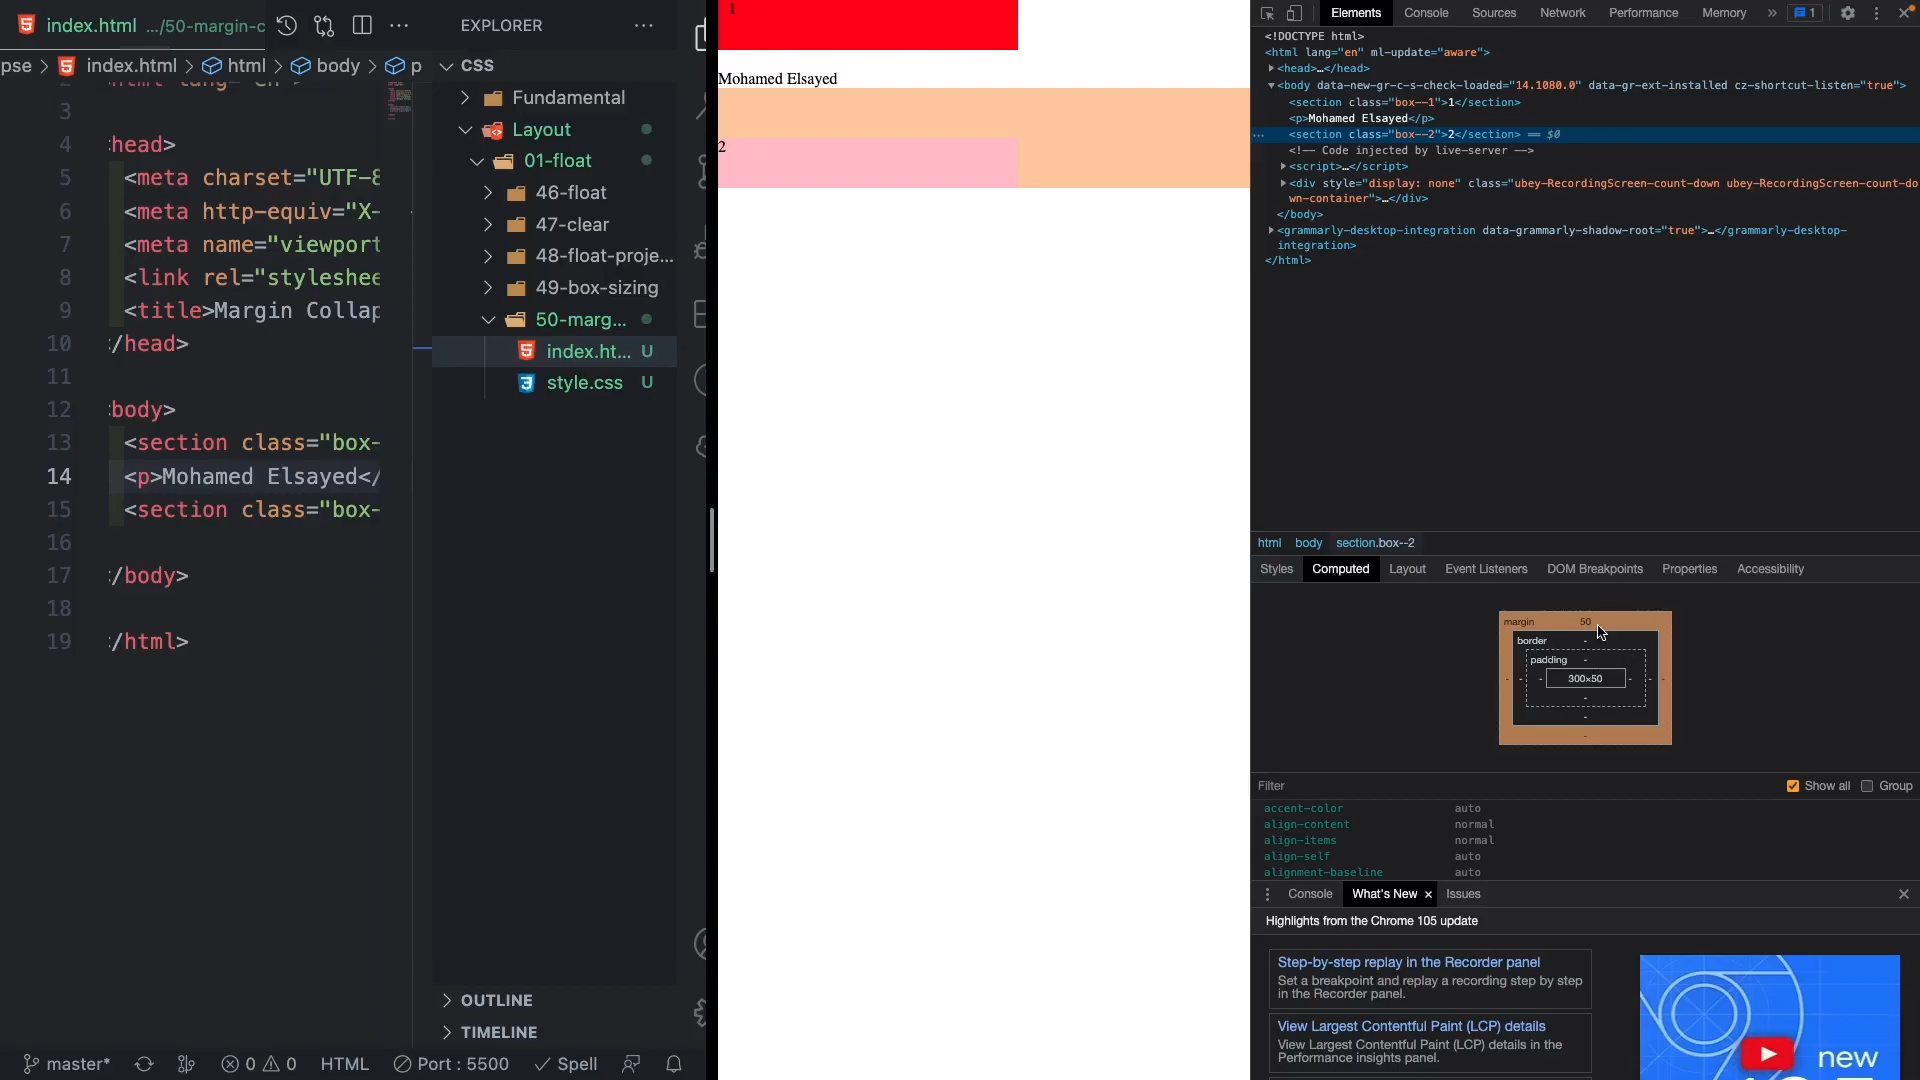 index.html .../50-margin-c
pse > index.html > html > body > p
3
4 head>
5 <meta charset="UTF-8
6 <meta http-equiv="X-
7 <meta name="viewport
8 <link rel="styleshee
9 <title>Margin Collap
10 /head>
11
12 body>
13 <section class="box-
14 <p>Mohamed Elsayed</
15 <section class="box-
16
17 /body>
18
19 /html>
EXPLORER
CSS
Fundamental
Layout
01-float
46-float
47-clear
48-float-proje...
49-box-sizing
50-marg...
index.ht... U
style.css U
OUTLINE
TIMELINE
master* 0 0 HTML Port : 5500 Spell
1
Mohamed Elsayed
2
Elements Console Sources Network Performance Memory » 1
<!DOCTYPE html>
<html lang="en" ml-update="aware">
<head>…</head>
<body data-new-gr-c-s-check-loaded="14.1080.0" data-gr-ext-installed cz-shortcut-listen="true">
<section class="box--1">1</section>
<p>Mohamed Elsayed</p>
<section class="box--2">2</section> == $0
<!-- Code injected by live-server -->
<script>…</script>
<div style="display: none" class="ubey-RecordingScreen-count-down ubey-RecordingScreen-count-do
wn-container">…</div>
</body>
<grammarly-desktop-integration data-grammarly-shadow-root="true">…</grammarly-desktop-
integration>
</html>
html body section.box--2
Styles Computed Layout Event Listeners DOM Breakpoints Properties Accessibility
margin 50
border -
padding -
- - - 300×50 - - -
-
-
-
Filter Show all Group
accent-color auto
align-content normal
align-items normal
align-self auto
alignment-baseline auto
Console What's New × Issues
Highlights from the Chrome 105 update
Step-by-step replay in the Recorder panel
Set a breakpoint and replay a recording step by step
in the Recorder panel.
View Largest Contentful Paint (LCP) details
View Largest Contentful Paint (LCP) details in the
Performance insights panel.
new